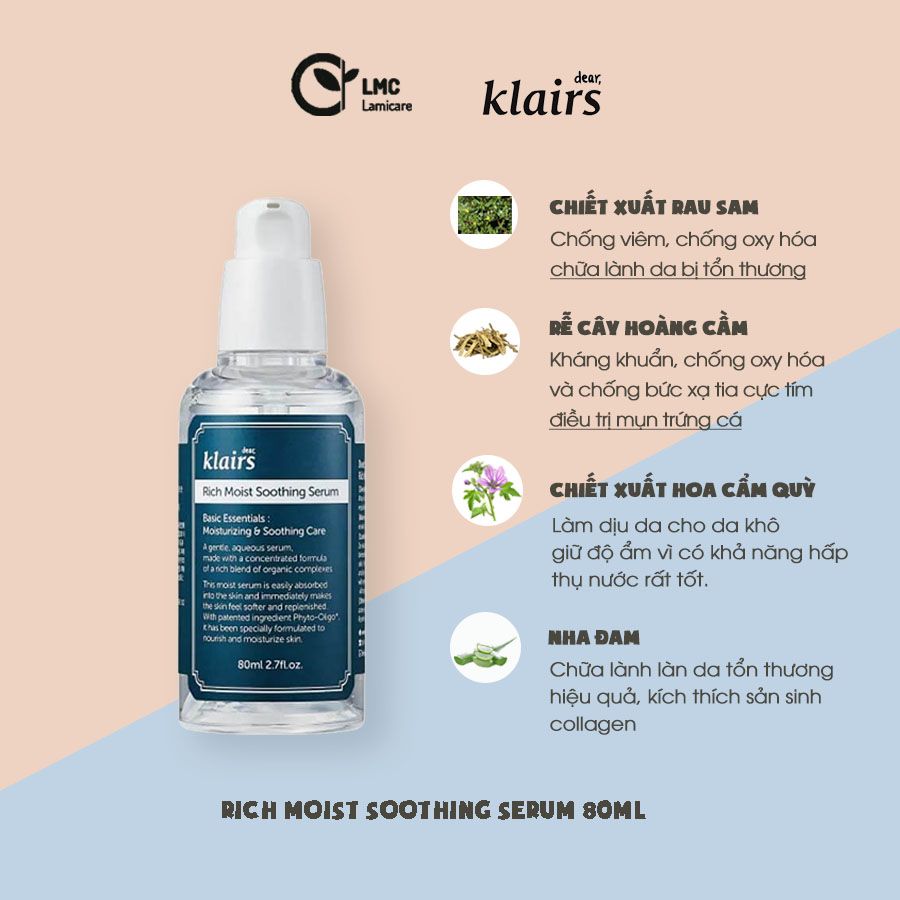 LMC
Lamicare
dear,
klairs
CHIẾT XUẤT RAU SAM
Chống viêm, chống oxy hóa
chữa lành da bị tổn thương
RỄ CÂY HOÀNG CẦM
Kháng khuẩn, chống oxy hóa
và chống bức xạ tia cực tím
điều trị mụn trứng cá
CHIẾT XUẤT HOA CẨM QUỲ
Làm dịu da cho da khô
giữ độ ẩm vì có khả năng hấp
thụ nước rất tốt.
NHA ĐAM
Chữa lành làn da tổn thương
hiệu quả, kích thích sản sinh
collagen
dear,
klairs
Rich Moist Soothing Serum
Basic Essentials :
Moisturizing & Soothing Care
A gentle, aqueous serum,
made with a concentrated formula
of a rich blend of organic complexes.
This moist serum is easily absorbed
into the skin and immediately makes
the skin feel softer and replenished.
With patented ingredient Phyto-Oligo®,
it has been specially formulated to
nourish and moisturize skin.
80ml 2.7fl.oz.
RICH MOIST SOOTHING SERUM 80ML